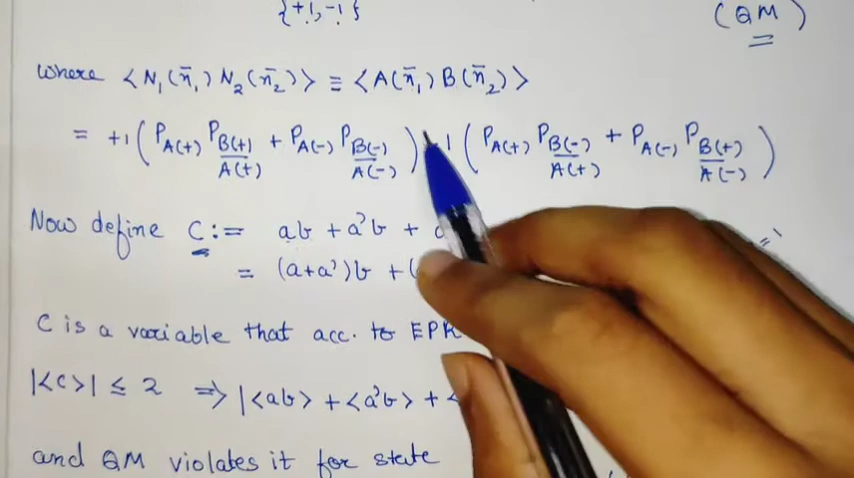 {+1,-1}
(QM)
where <N₁(n̄₁) N₂(n̄₂)> ≡ <A(n̄₁) B(n̄₂)>
= +1 (P_A(+) P_B(+)/A(+) + P_A(-) P_B(-)/A(-)) 1 (P_A(+) P_B(-)/A(+) + P_A(-) P_B(+)/A(-))
Now define C := ab + a'b +
= (a+a')b + (
C is a variable that acc. to EPR
|<C>| ≤ 2 ⇒ |<ab> + <a'b> +
and QM violates it for state